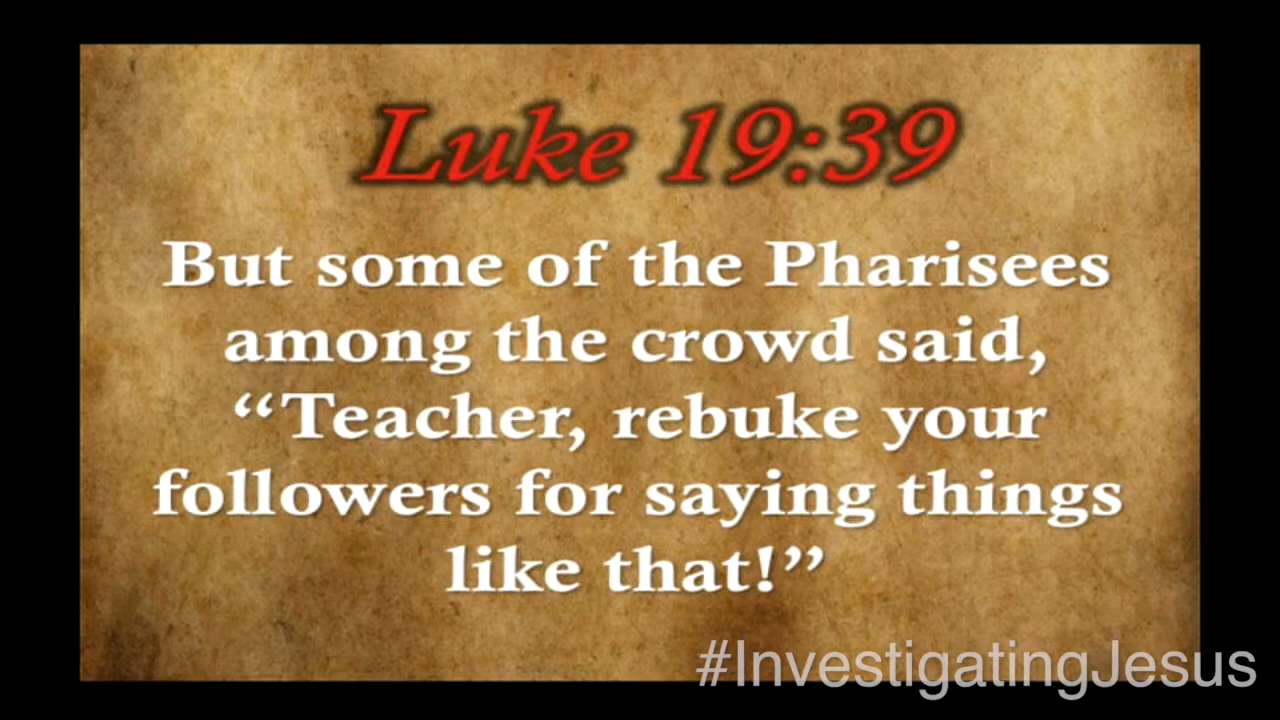 Luke 19:39
But some of the Pharisees
among the crowd said,
“Teacher, rebuke your
followers for saying things
like that!”
#InvestigatingJesus